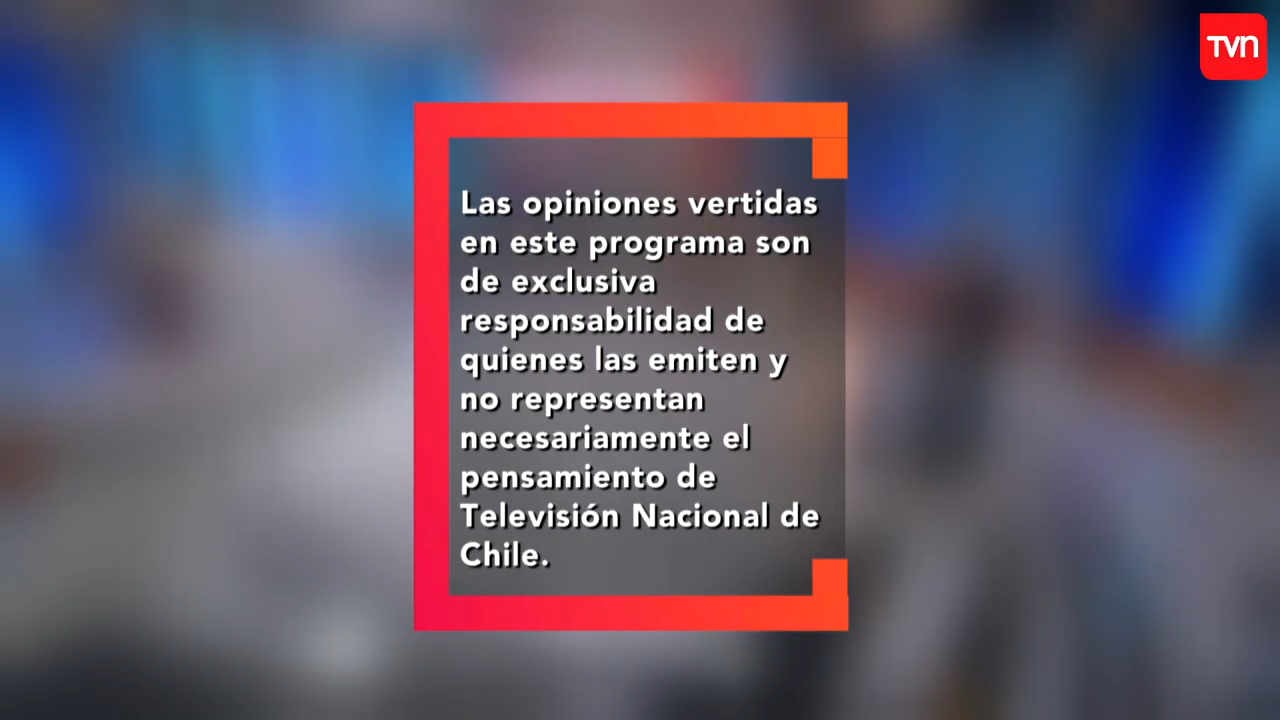 TVN
Las opiniones vertidas
en este programa son
de exclusiva
responsabilidad de
quienes las emiten y
no representan
necesariamente el
pensamiento de
Televisión Nacional de
Chile.